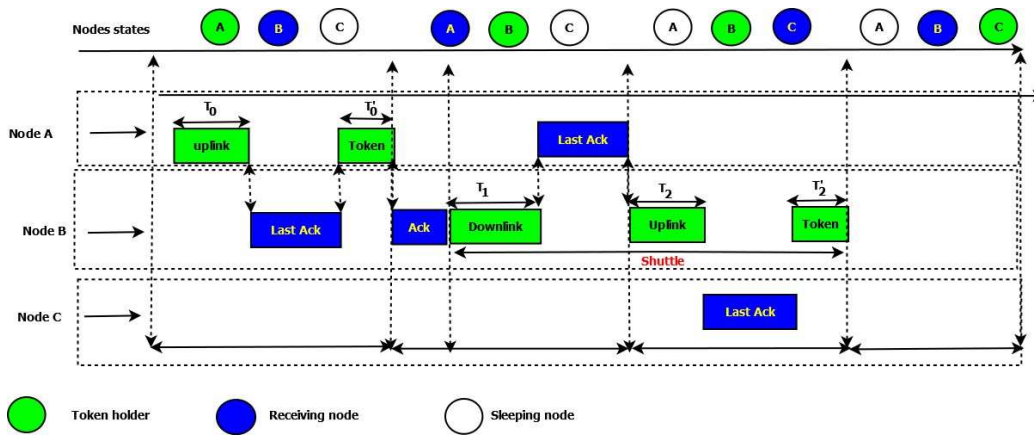 Nodes states
A B C A B C A B C A B C
T0 T'0
Node A
uplink Token Last Ack
T1 T2 T'2
Node B
Last Ack Ack Downlink Uplink Token
Shuttle
Node C
Last Ack
Token holder Receiving node Sleeping node